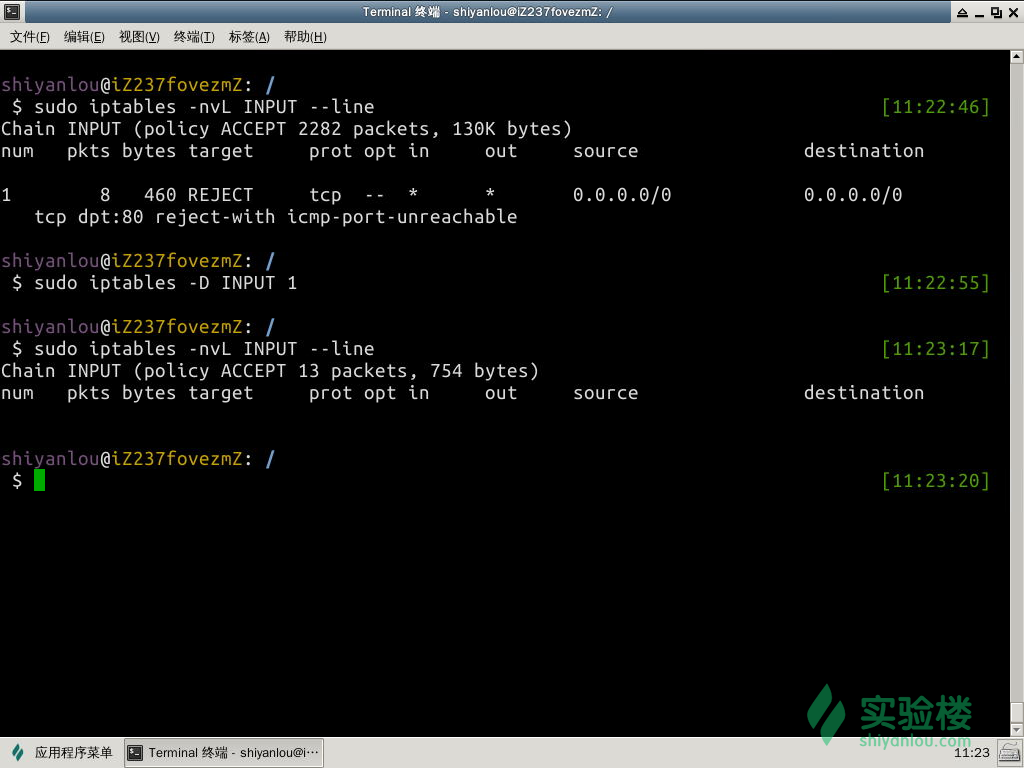 Terminal 终端 - shiyanlou@iZ237fovezmZ: /
文件(F) 编辑(E) 视图(V) 终端(T) 标签(A) 帮助(H)
shiyanlou@iZ237fovezmZ: /
$ sudo iptables -nvL INPUT --line [11:22:46]
Chain INPUT (policy ACCEPT 2282 packets, 130K bytes)
num pkts bytes target prot opt in out source destination
1 8 460 REJECT tcp -- * * 0.0.0.0/0 0.0.0.0/0
tcp dpt:80 reject-with icmp-port-unreachable
shiyanlou@iZ237fovezmZ: /
$ sudo iptables -D INPUT 1 [11:22:55]
shiyanlou@iZ237fovezmZ: /
$ sudo iptables -nvL INPUT --line [11:23:17]
Chain INPUT (policy ACCEPT 13 packets, 754 bytes)
num pkts bytes target prot opt in out source destination
shiyanlou@iZ237fovezmZ: /
$ [11:23:20]
实验楼
shiyanlou.com
应用程序菜单 Terminal 终端 - shiyanlou@i··· 11:23